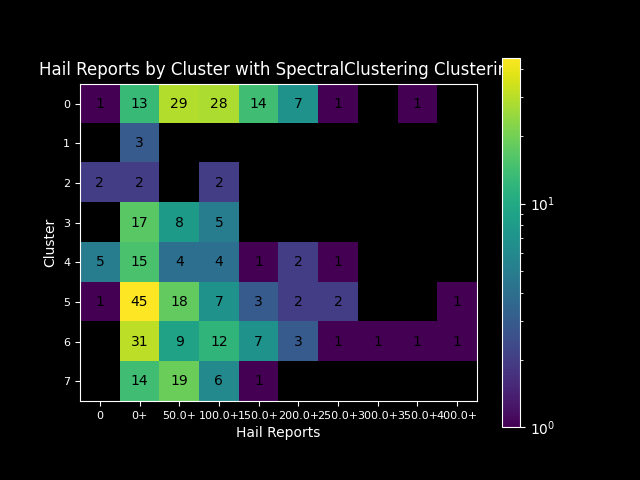 Hail Reports by Cluster with SpectralClustering Clusterin
0 1 13 29 28 14 7 1 1
1 3
2 2 2 2
3 17 8 5
4 5 15 4 4 1 2 1
5 1 45 18 7 3 2 2 1
6 31 9 12 7 3 1 1 1 1
7 14 19 6 1
0 0+ 50.0+ 100.0+ 150.0+ 200.0+ 250.0+ 300.0+ 350.0+ 400.0+
Hail Reports
Cluster
10¹
10⁰